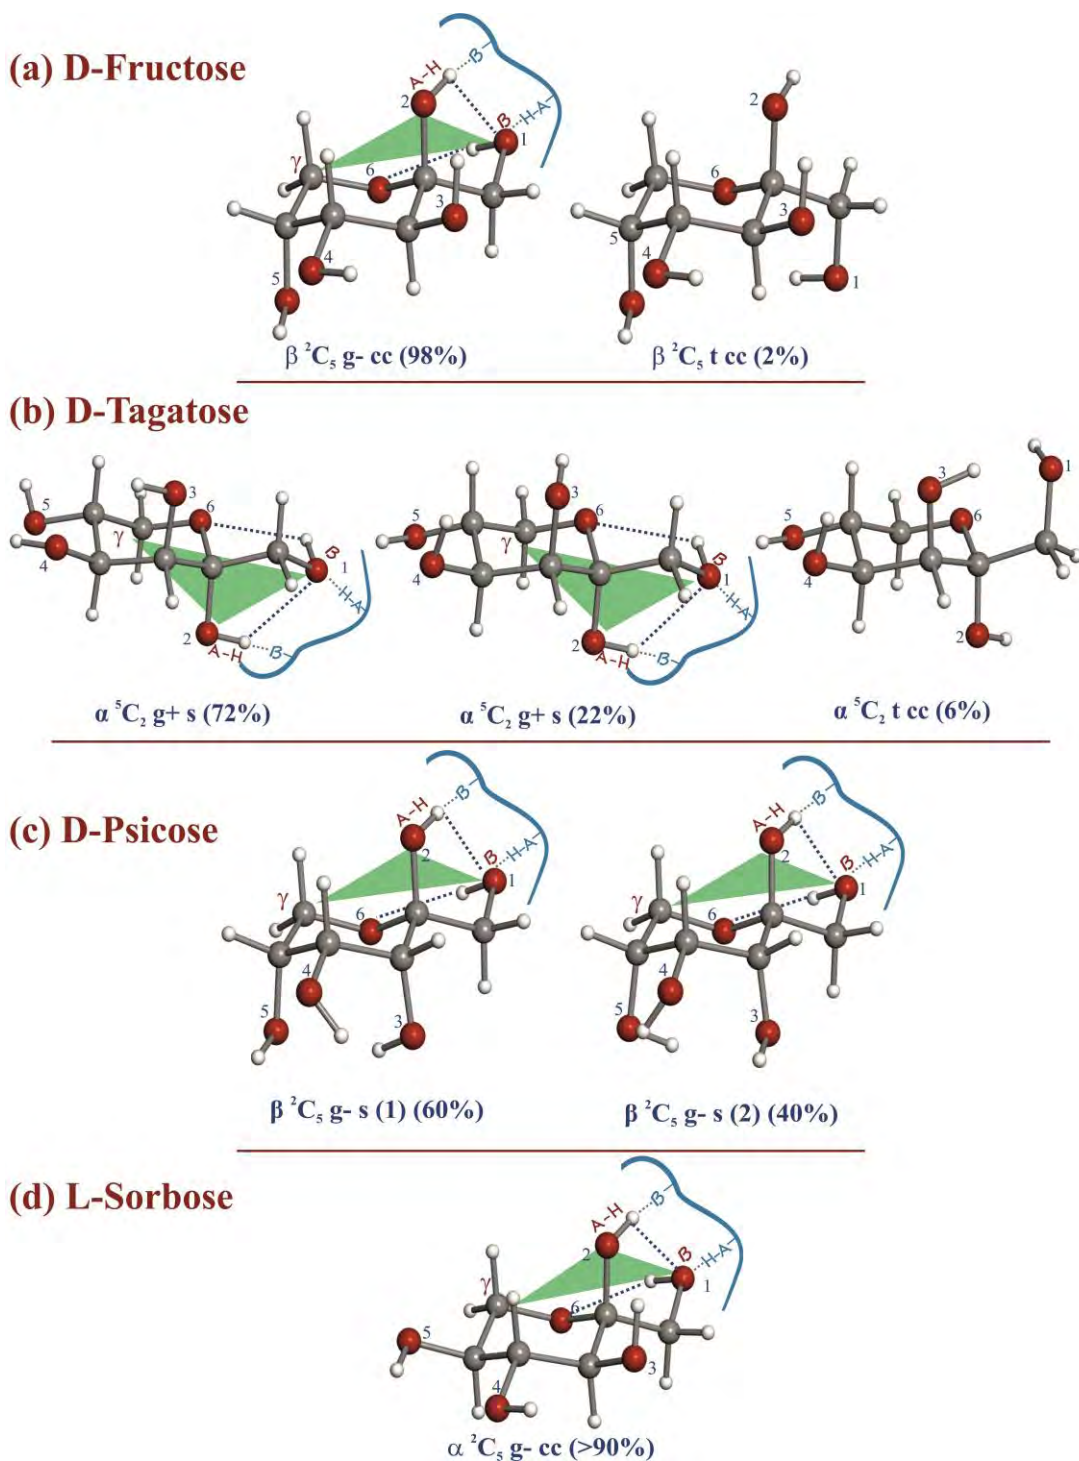 (a) D-Fructose
B
A-H
2
B
H-A
1
γ
6
3
4
5
2
6
3
5
4
1
β ²C₅ g- cc (98%)
β ²C₅ t cc (2%)
(b) D-Tagatose
5
3
6
γ
4
B
1
H-A
2
A-H
B
3
6
5
γ
4
B
1
H-A
2
A-H
B
3
1
5
6
4
2
α ⁵C₂ g+ s (72%)
α ⁵C₂ g+ s (22%)
α ⁵C₂ t cc (6%)
(c) D-Psicose
B
A-H
2
B
H-A
1
γ
6
4
5
3
B
A-H
2
B
H-A
1
γ
6
4
5
3
β ²C₅ g- s (1) (60%)
β ²C₅ g- s (2) (40%)
(d) L-Sorbose
B
A-H
2
B
H-A
1
γ
6
5
3
4
α ²C₅ g- cc (>90%)